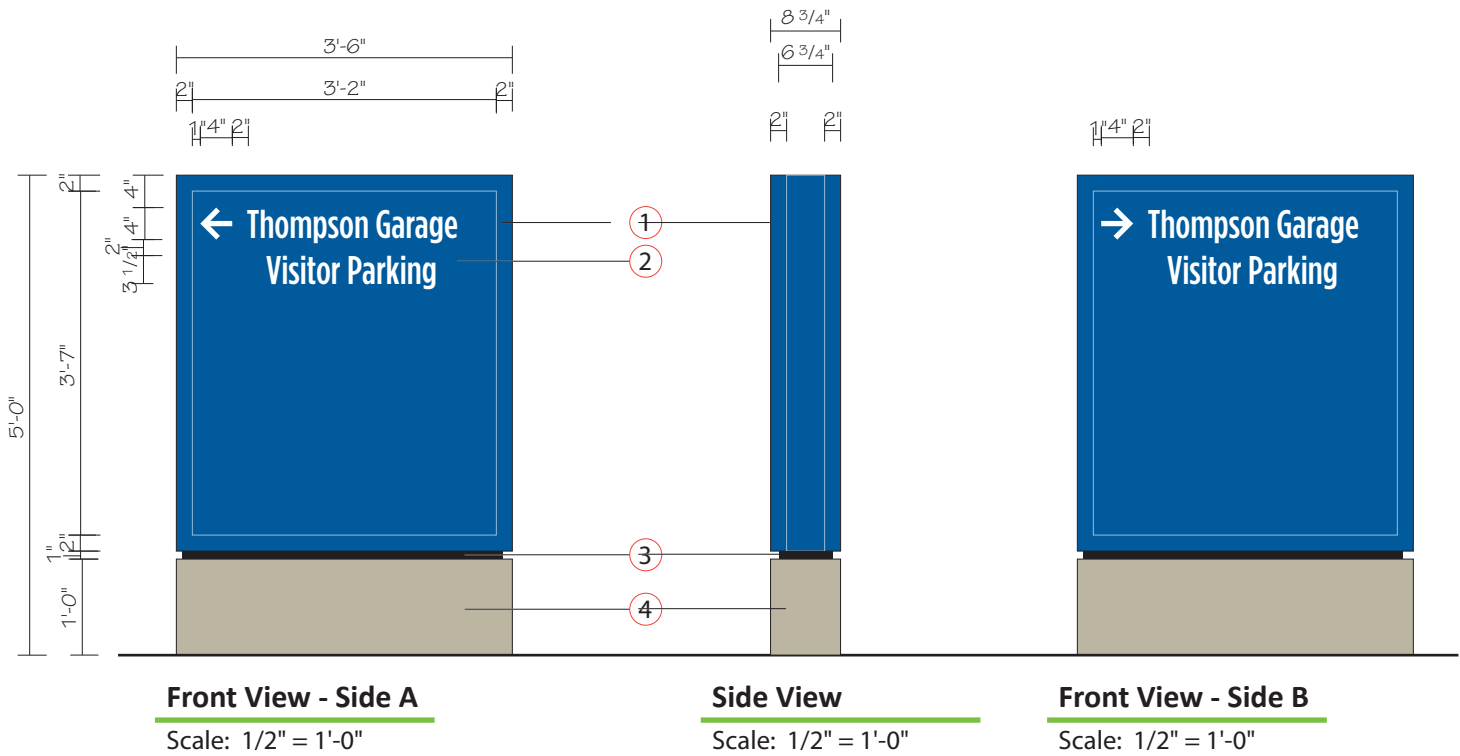 8 3/4"
3'-6"
6 3/4"
2" 3'-2" 2"
1" 4" 2"
2" 2"
1" 4" 2"
2"
4"
4"
2"
3 1/2"
3'-7"
5'-0"
2"
1"
1'-0"
Thompson Garage
Visitor Parking
1
2
3
4
Thompson Garage
Visitor Parking
Front View - Side A
Scale: 1/2" = 1'-0"
Side View
Scale: 1/2" = 1'-0"
Front View - Side B
Scale: 1/2" = 1'-0"